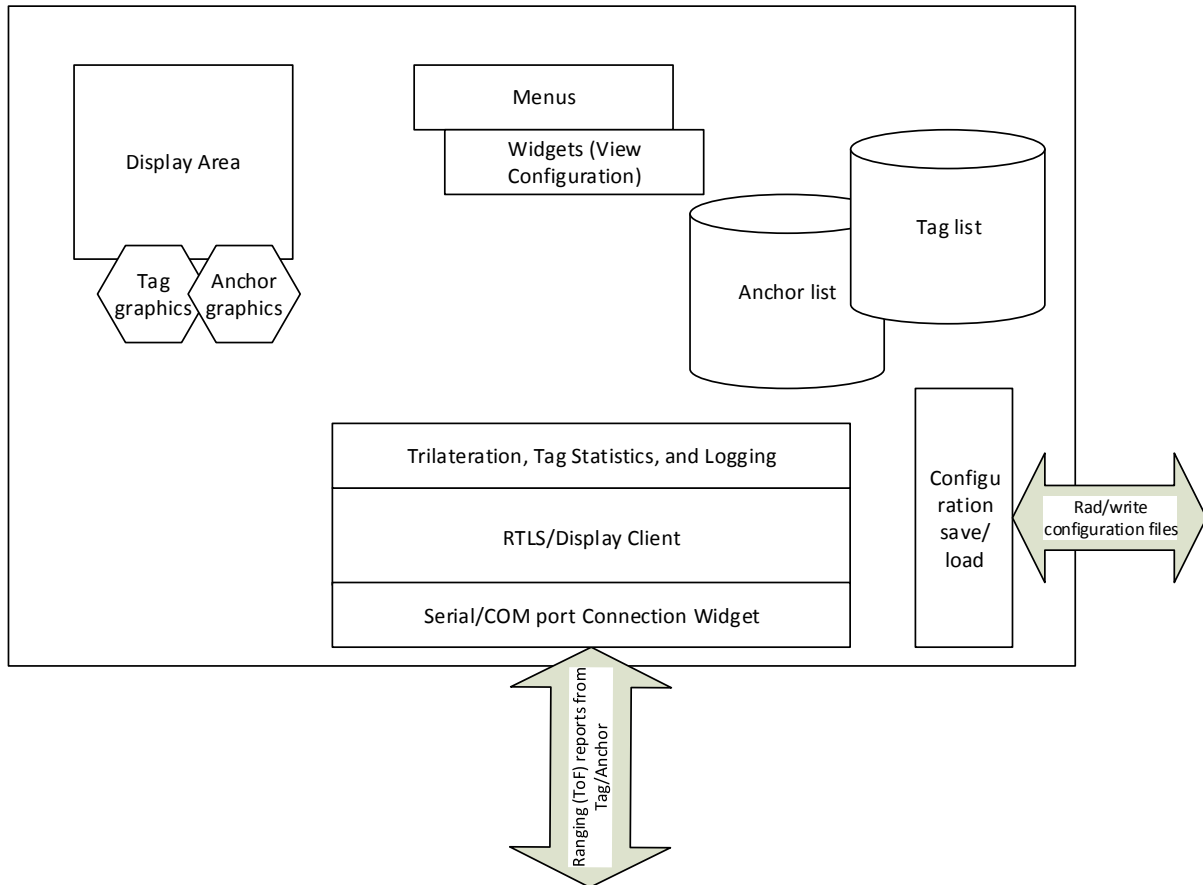 Menus
Widgets (View
Configuration)
Display Area
Tag
graphics
Anchor
graphics
Tag list
Anchor list
Trilateration, Tag Statistics, and Logging
RTLS/Display Client
Serial/COM port Connection Widget
Configu
ration
save/
load
Rad/write
configuration files
Ranging (ToF) reports from
Tag/Anchor